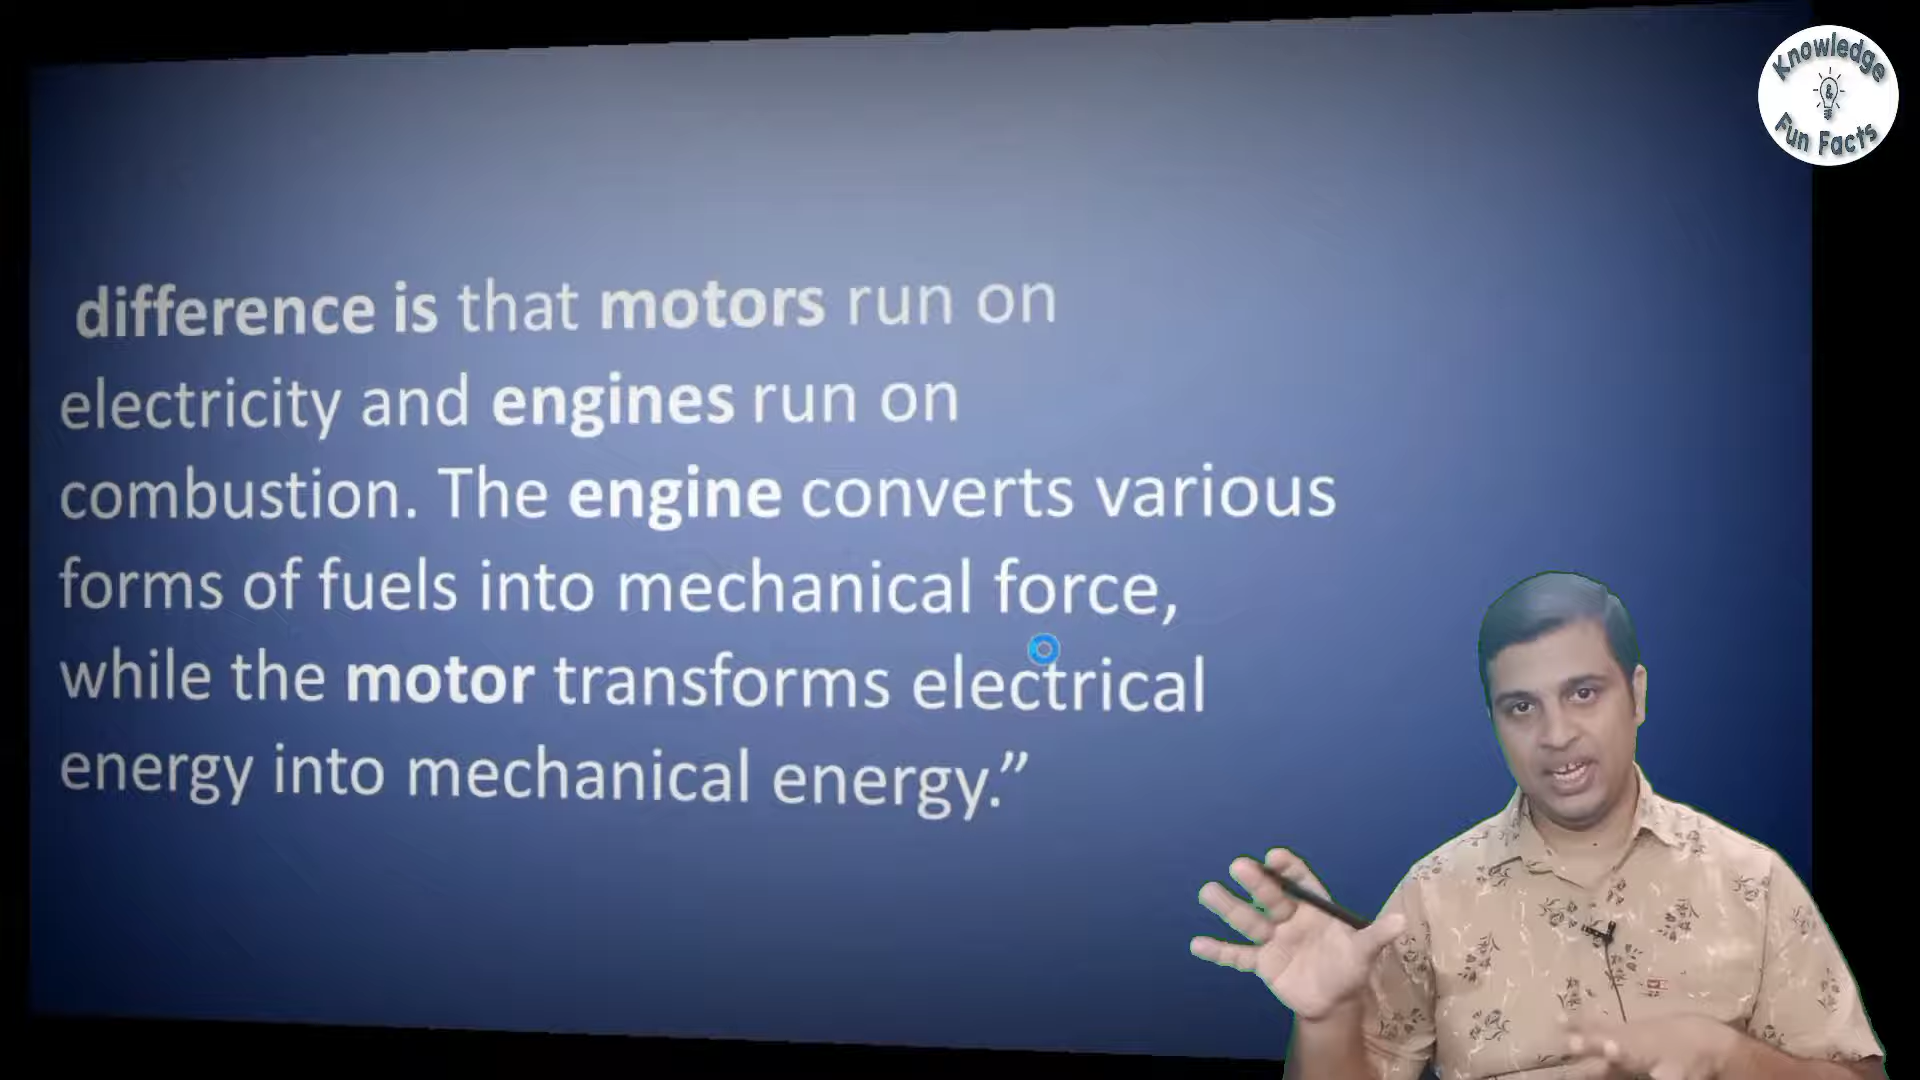 Knowledge
&
Fun Facts
difference is that motors run on
electricity and engines run on
combustion. The engine converts various
forms of fuels into mechanical force,
while the motor transforms electrical
energy into mechanical energy.”